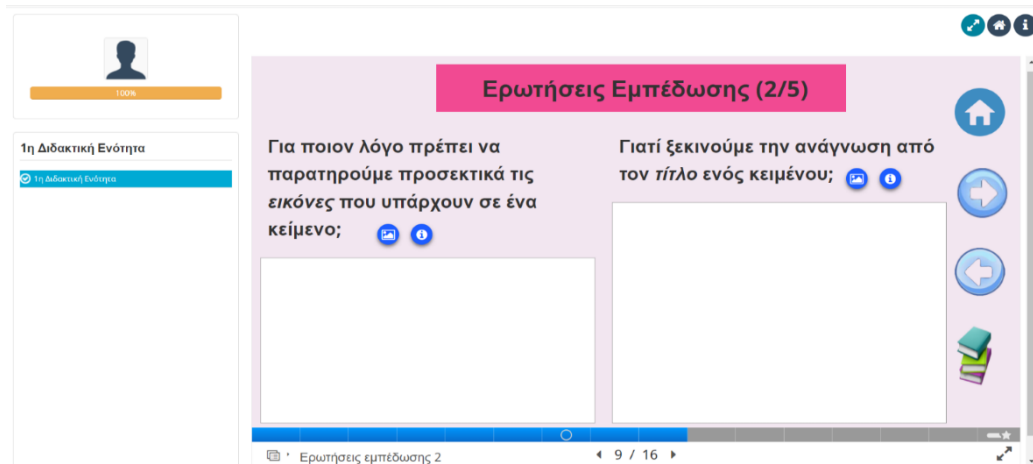 100%
1η Διδακτική Ενότητα
1η Διδακτική Ενότητα
Ερωτήσεις Εμπέδωσης (2/5)
Για ποιον λόγο πρέπει να
παρατηρούμε προσεκτικά τις
εικόνες που υπάρχουν σε ένα
κείμενο;
Γιατί ξεκινούμε την ανάγνωση από
τον τίτλο ενός κειμένου;
Ερωτήσεις εμπέδωσης 2
9 / 16